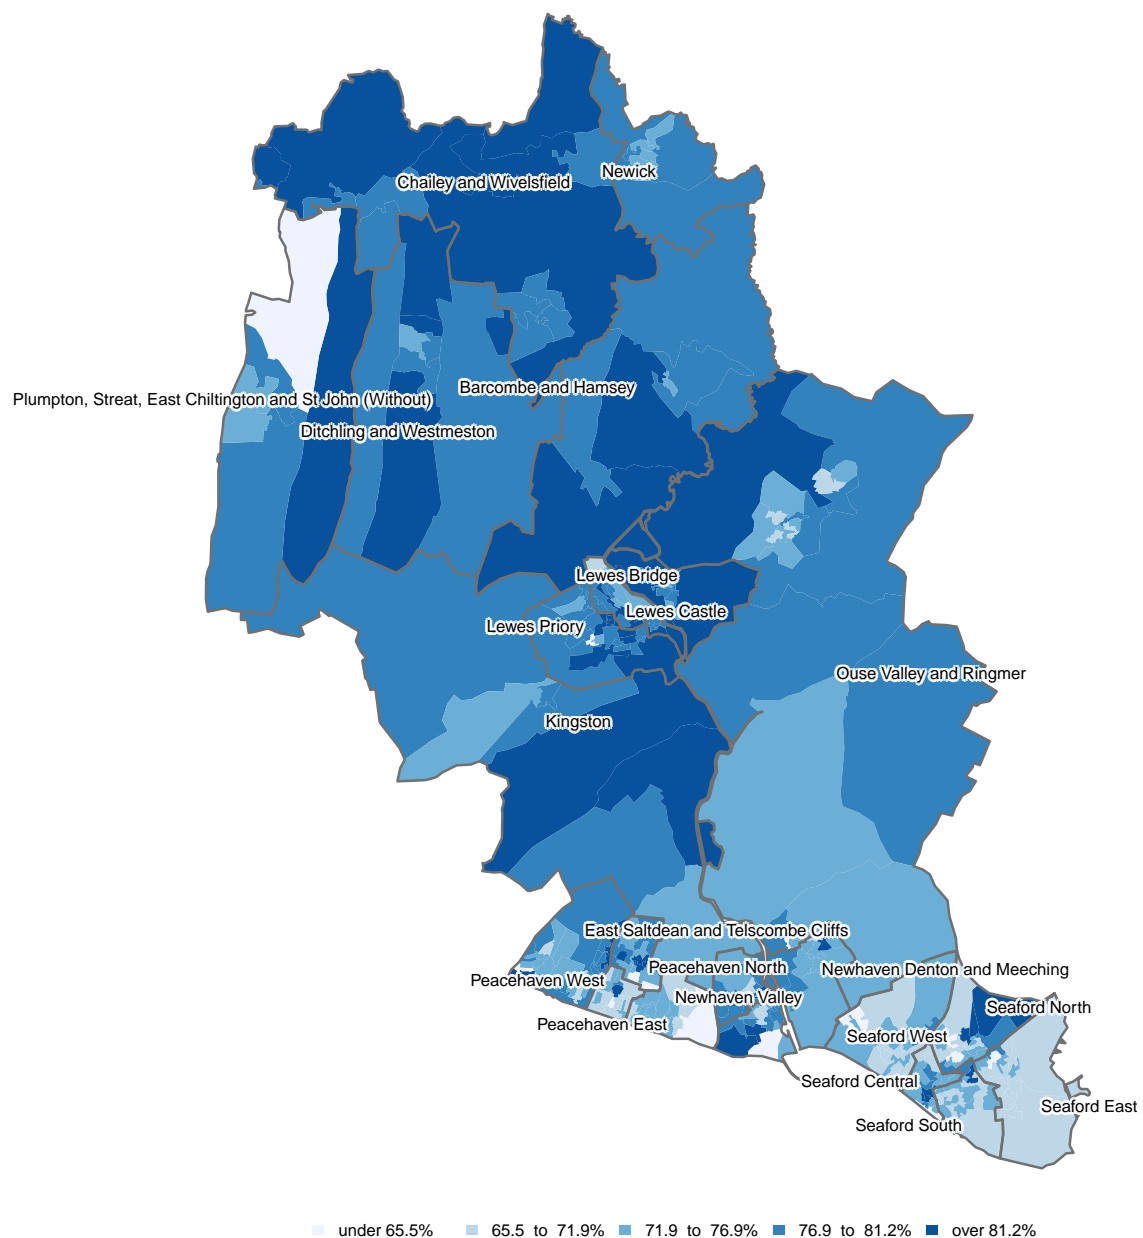 Newick
Chailey and Wivelsfield
Barcombe and Hamsey
Plumpton, Streat, East Chiltington and St John (Without)
Ditchling and Westmeston
Lewes Bridge
Lewes Castle
Lewes Priory
Ouse Valley and Ringmer
Kingston
East Saltdean and Telscombe Cliffs
Peacehaven North
Newhaven Denton and Meeching
Peacehaven West
Newhaven Valley
Seaford North
Peacehaven East
Seaford West
Seaford Central
Seaford East
Seaford South
under 65.5% 65.5 to 71.9% 71.9 to 76.9% 76.9 to 81.2% over 81.2%